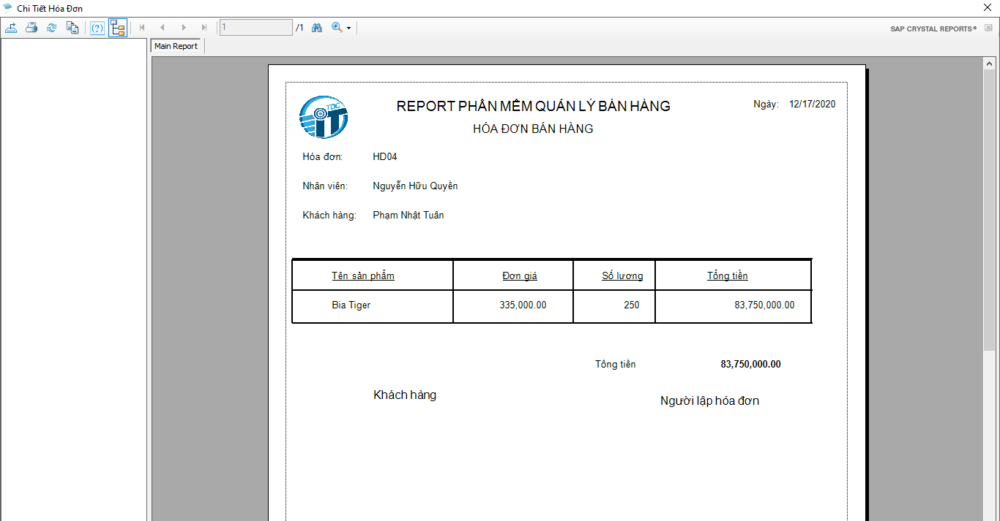 Chi Tiết Hóa Đơn
1 /1
SAP CRYSTAL REPORTS®
Main Report
TDC
iT
REPORT PHẦN MỀM QUẢN LÝ BÁN HÀNG
Ngày: 12/17/2020
HÓA ĐƠN BÁN HÀNG
Hóa đơn: HD04
Nhân viên: Nguyễn Hữu Quyền
Khách hàng: Phạm Nhật Tuân
Tên sản phẩm Đơn giá Số lương Tổng tiền
Bia Tiger 335,000.00 250 83,750,000.00
Tổng tiền 83,750,000.00
Khách hàng
Người lập hóa đơn